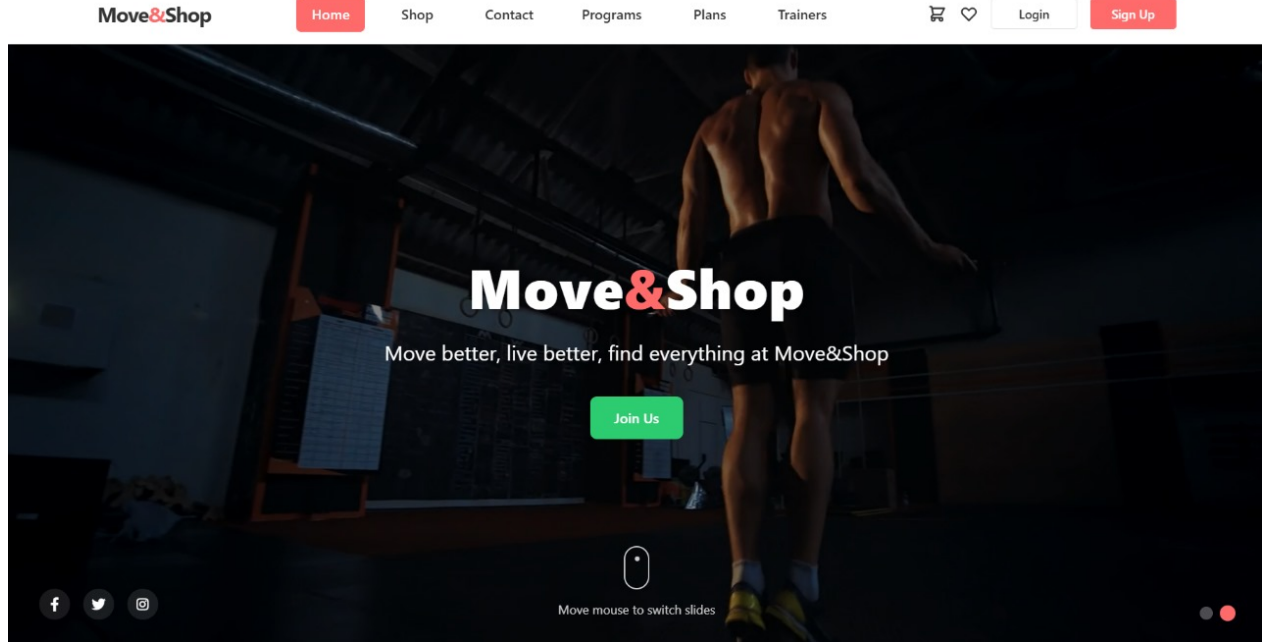 Move&Shop
Home
Shop
Contact
Programs
Plans
Trainers
Login
Sign Up
Move&Shop
Move better, live better, find everything at Move&Shop
Join Us
Move mouse to switch slides